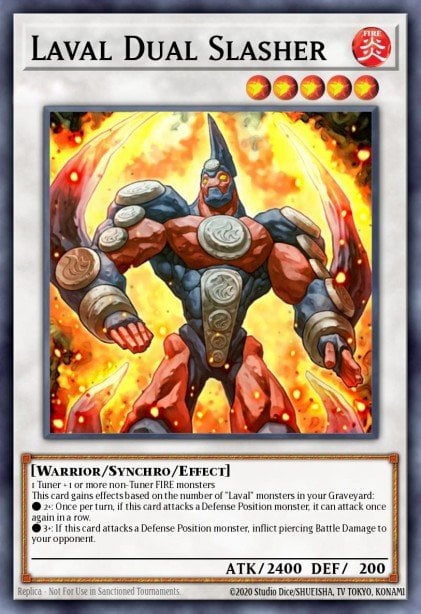 LAVAL DUAL SLASHER
FIRE
炎
[WARRIOR/SYNCHRO/EFFECT]
1 Tuner + 1 or more non-Tuner FIRE monsters
This card gains effects based on the number of "Laval" monsters in your Graveyard:
● 2+: Once per turn, if this card attacks a Defense Position monster, it can attack once
again in a row.
● 3+: If this card attacks a Defense Position monster, inflict piercing Battle Damage to
your opponent.
ATK/2400 DEF/ 200
Replica - Not For Use in Sanctioned Tournaments. ©2020 Studio Dice/SHUEISHA, TV TOKYO, KONAMI